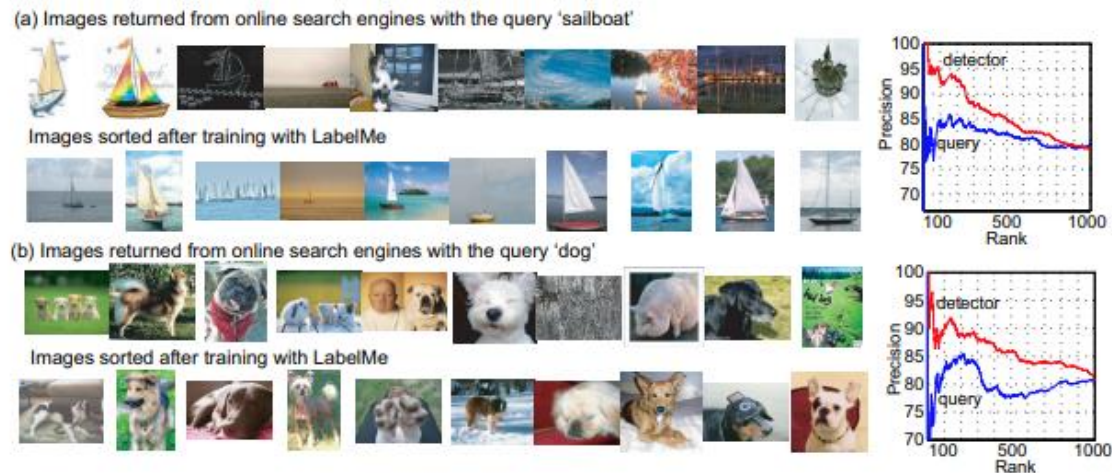 (a) Images returned from online search engines with the query 'sailboat'
Images sorted after training with LabelMe
100
95
90
85
80
75
70
Precision
detector
query
100 500 1000
Rank
(b) Images returned from online search engines with the query 'dog'
Images sorted after training with LabelMe
100
95
90
85
80
75
70
Precision
detector
query
100 500 1000
Rank